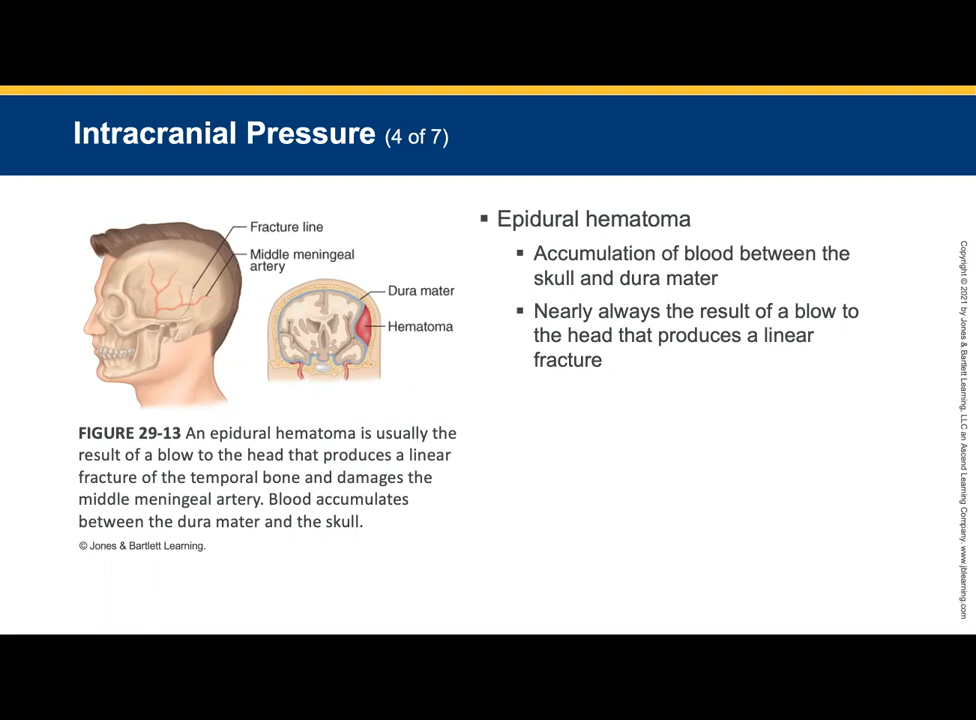 Intracranial Pressure (4 of 7)
Fracture line
Middle meningeal
artery
Dura mater
Hematoma
FIGURE 29-13 An epidural hematoma is usually the
result of a blow to the head that produces a linear
fracture of the temporal bone and damages the
middle meningeal artery. Blood accumulates
between the dura mater and the skull.
© Jones & Bartlett Learning.
▪ Epidural hematoma
▪ Accumulation of blood between the
skull and dura mater
▪ Nearly always the result of a blow to
the head that produces a linear
fracture
Copyright © 2021 by Jones & Bartlett Learning, LLC an Ascend Learning Company. www.jblearning.com